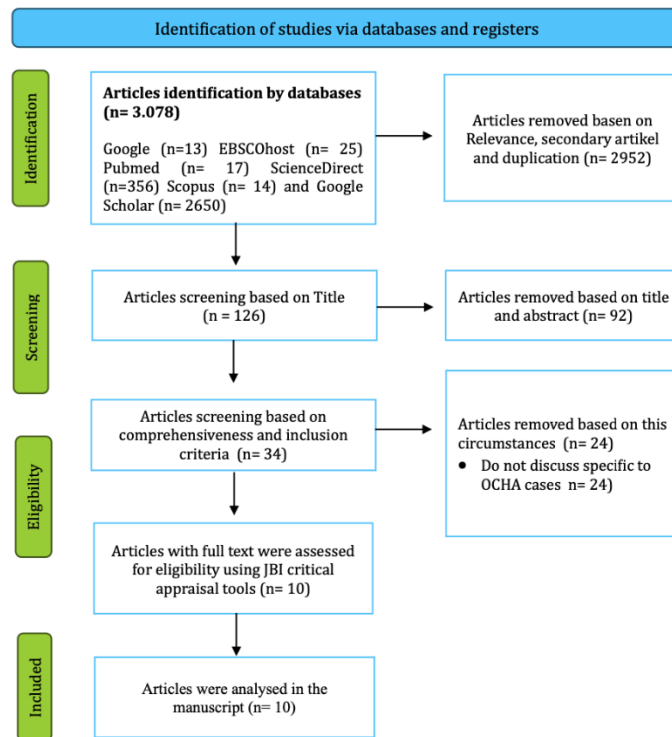 Identification of studies via databases and registers
Identification
Articles identification by databases
(n= 3.078)
Google (n=13) EBSCOhost (n= 25)
Pubmed (n= 17) ScienceDirect
(n=356) Scopus (n= 14) and Google
Scholar (n= 2650)
Articles removed basen on
Relevance, secondary artikel
and duplication (n= 2952)
Screening
Articles screening based on Title
(n = 126)
Articles removed based on title
and abstract (n= 92)
Eligibility
Articles screening based on
comprehensiveness and inclusion
criteria (n= 34)
Articles removed based on this
circumstances (n= 24)
• Do not discuss specific to
OCHA cases n= 24)
Articles with full text were assessed
for eligibility using JBI critical
appraisal tools (n= 10)
Included
Articles were analysed in the
manuscript (n= 10)